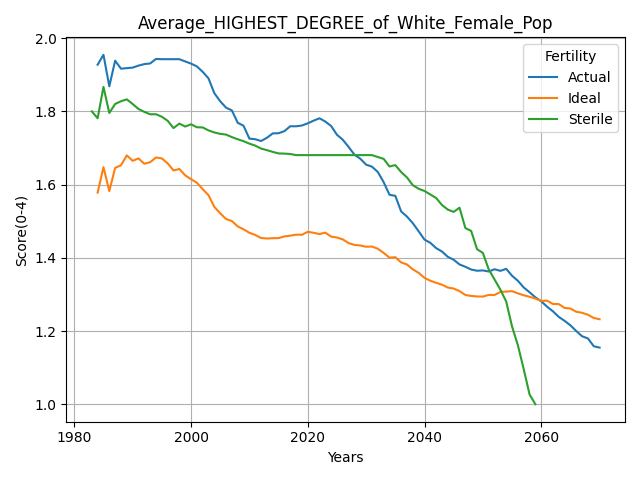 Average_HIGHEST_DEGREE_of_White_Female_Pop
2.0
1.8
1.6
1.4
1.2
1.0
Score(0-4)
Fertility
Actual
Ideal
Sterile
1980
2000
2020
2040
2060
Years